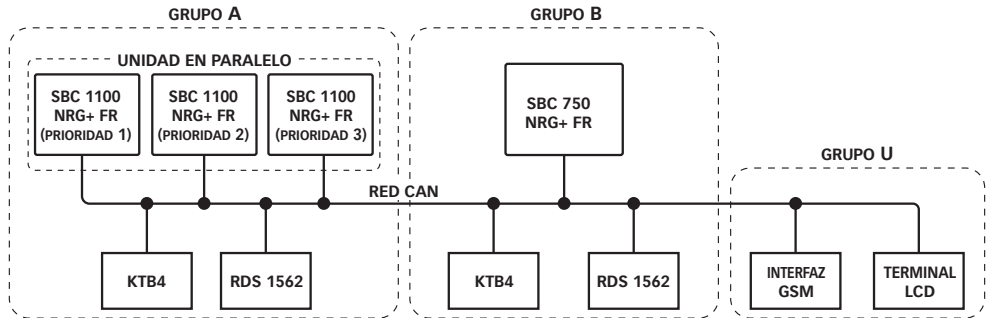 GRUPO A
GRUPO B
UNIDAD EN PARALELO
SBC 1100
NRG+ FR
(PRIORIDAD 1)
SBC 1100
NRG+ FR
(PRIORIDAD 2)
SBC 1100
NRG+ FR
(PRIORIDAD 3)
SBC 750
NRG+ FR
GRUPO U
RED CAN
KTB4
RDS 1562
KTB4
RDS 1562
INTERFAZ
GSM
TERMINAL
LCD